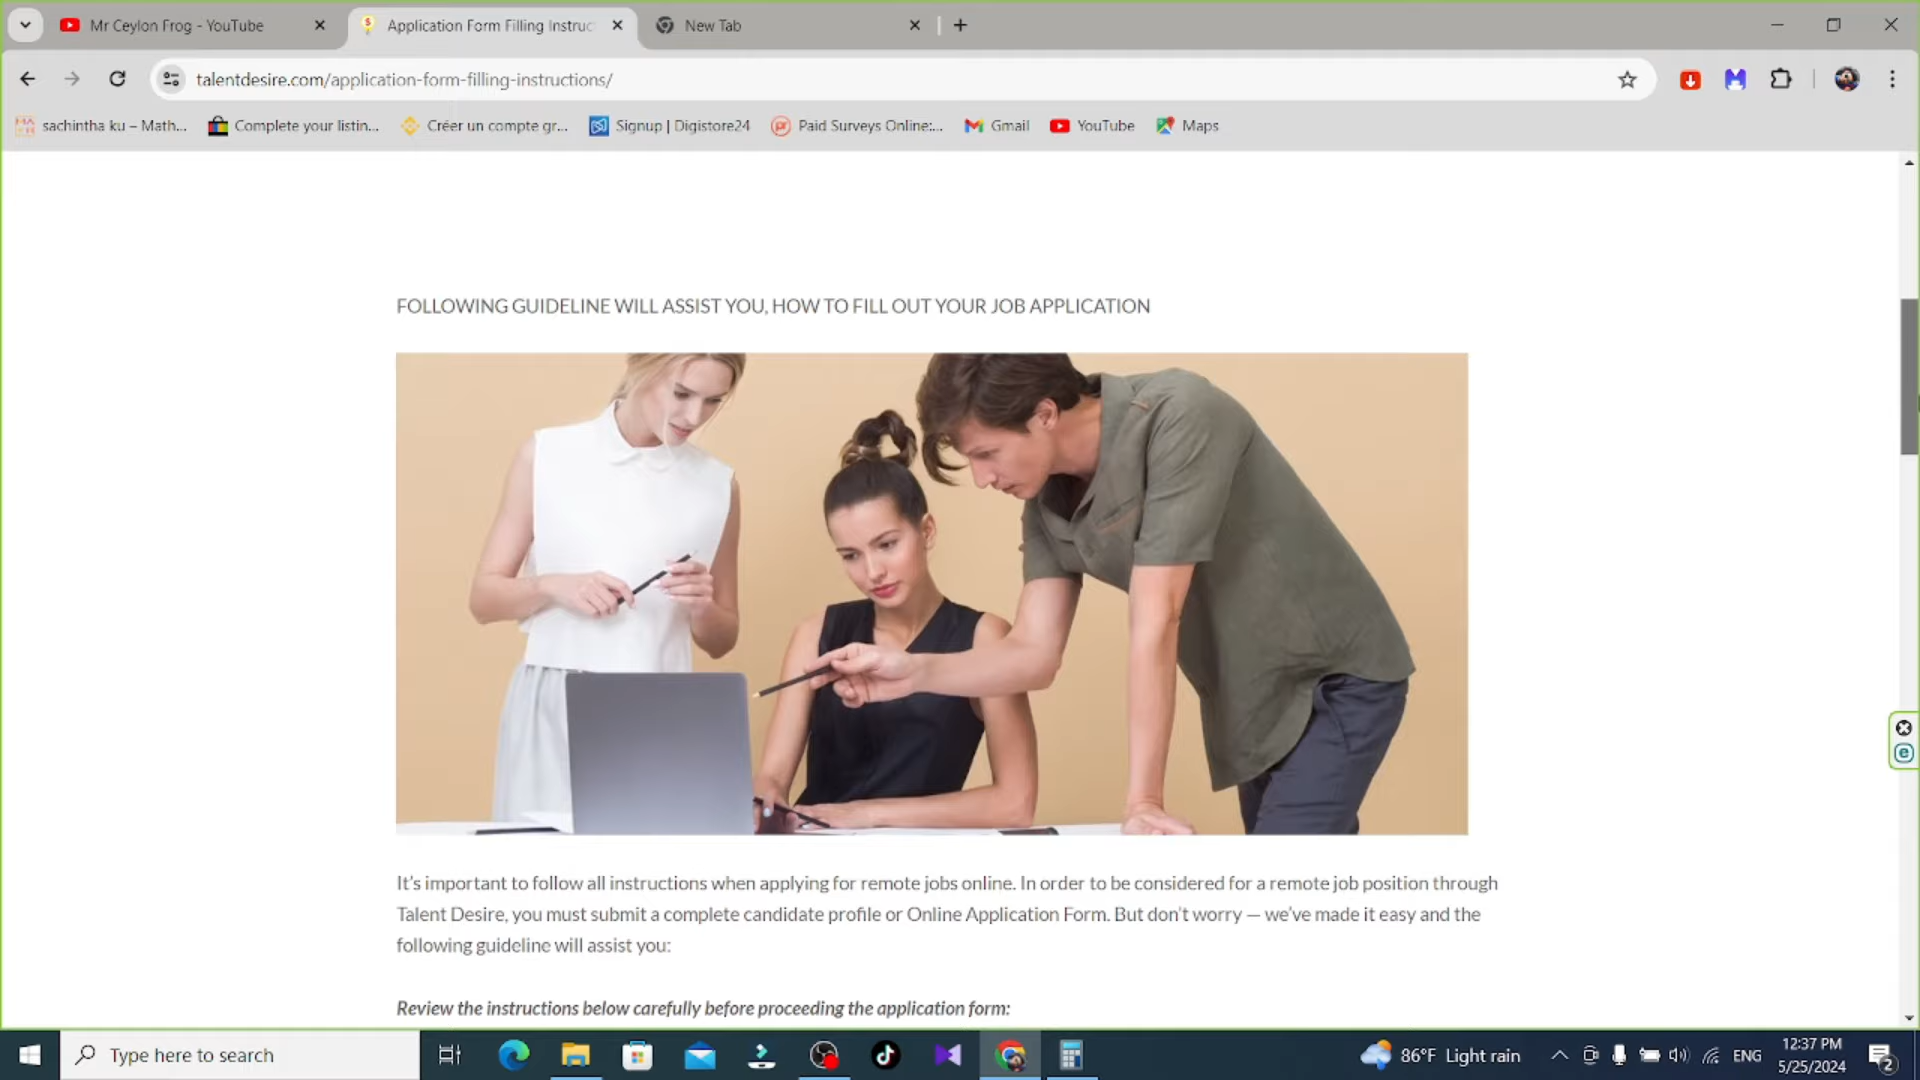 Mr Ceylon Frog - YouTube
Application Form Filling Instruc
New Tab
talentdesire.com/application-form-filling-instructions/
sachintha ku – Math...
Complete your listin...
Créer un compte gr...
Signup | Digistore24
Paid Surveys Online:...
Gmail
YouTube
Maps
FOLLOWING GUIDELINE WILL ASSIST YOU, HOW TO FILL OUT YOUR JOB APPLICATION
It's important to follow all instructions when applying for remote jobs online. In order to be considered for a remote job position through
Talent Desire, you must submit a complete candidate profile or Online Application Form. But don't worry — we've made it easy and the
following guideline will assist you:
Review the instructions below carefully before proceeding the application form:
Type here to search
86°F Light rain
ENG
12:37 PM
5/25/2024
2